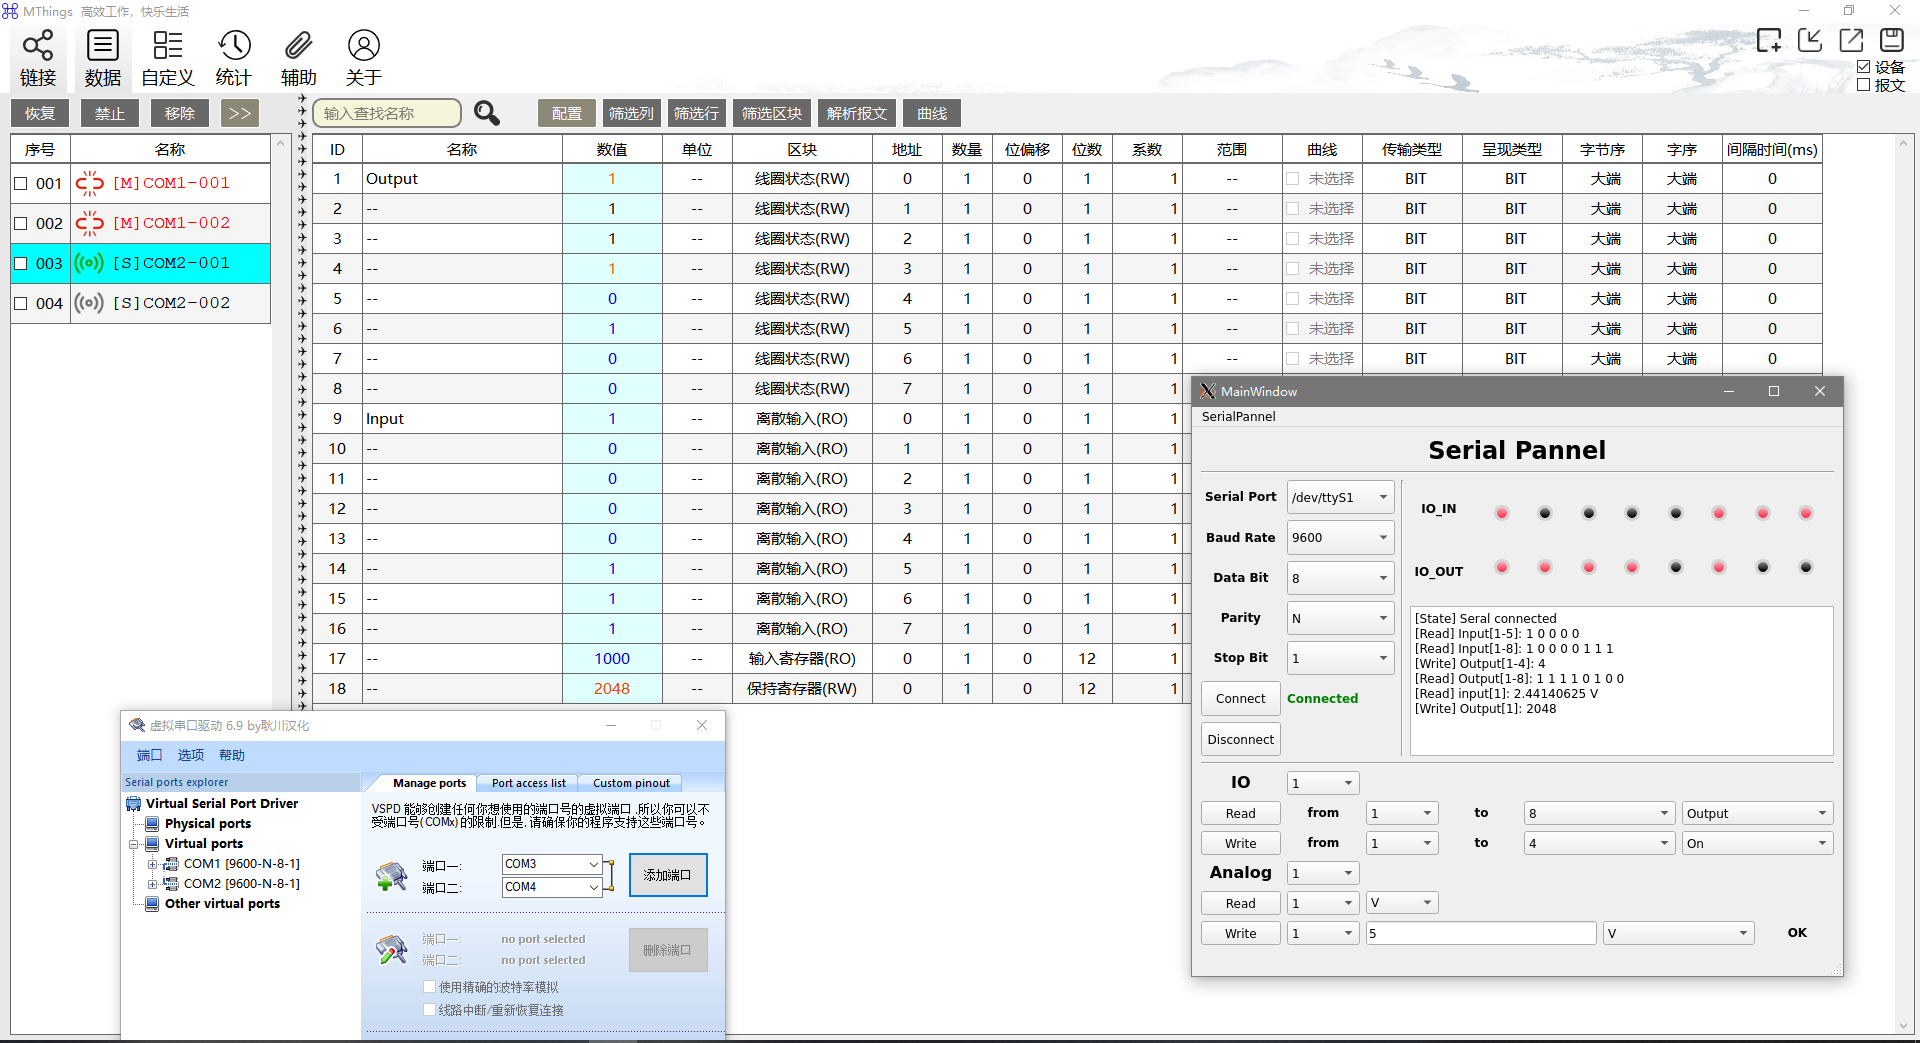 MThings 高效工作，快乐生活
链接 数据 自定义 统计 辅助 关于
设备
报文
恢复 禁止 移除 >> 输入查找名称 配置 筛选列 筛选行 筛选区块 解析报文 曲线
序号 名称
001 [M]COM1-001
002 [M]COM1-002
003 [S]COM2-001
004 [S]COM2-002
ID 名称 数值 单位 区块 地址 数量 位偏移 位数 系数 范围 曲线 传输类型 呈现类型 字节序 字序 间隔时间(ms)
1 Output 1 -- 线圈状态(RW) 0 1 0 1 1 -- 未选择 BIT BIT 大端 大端 0
2 -- 1 -- 线圈状态(RW) 1 1 0 1 1 -- 未选择 BIT BIT 大端 大端 0
3 -- 1 -- 线圈状态(RW) 2 1 0 1 1 -- 未选择 BIT BIT 大端 大端 0
4 -- 1 -- 线圈状态(RW) 3 1 0 1 1 -- 未选择 BIT BIT 大端 大端 0
5 -- 0 -- 线圈状态(RW) 4 1 0 1 1 -- 未选择 BIT BIT 大端 大端 0
6 -- 1 -- 线圈状态(RW) 5 1 0 1 1 -- 未选择 BIT BIT 大端 大端 0
7 -- 0 -- 线圈状态(RW) 6 1 0 1 1 -- 未选择 BIT BIT 大端 大端 0
8 -- 0 -- 线圈状态(RW) 7 1 0 1 1
9 Input 1 -- 离散输入(RO) 0 1 0 1 1
10 -- 0 -- 离散输入(RO) 1 1 0 1 1
11 -- 0 -- 离散输入(RO) 2 1 0 1 1
12 -- 0 -- 离散输入(RO) 3 1 0 1 1
13 -- 0 -- 离散输入(RO) 4 1 0 1 1
14 -- 1 -- 离散输入(RO) 5 1 0 1 1
15 -- 1 -- 离散输入(RO) 6 1 0 1 1
16 -- 1 -- 离散输入(RO) 7 1 0 1 1
17 -- 1000 -- 输入寄存器(RO) 0 1 0 12 1
18 -- 2048 -- 保持寄存器(RW) 0 1 0 12 1
MainWindow
SerialPannel
Serial Pannel
Serial Port /dev/ttyS1
Baud Rate 9600
Data Bit 8
Parity N
Stop Bit 1
Connect Connected
Disconnect
IO_IN
IO_OUT
[State] Seral connected
[Read] Input[1-5]: 1 0 0 0 0
[Read] Input[1-8]: 1 0 0 0 0 1 1 1
[Write] Output[1-4]: 4
[Read] Output[1-8]: 1 1 1 1 0 1 0 0
[Read] input[1]: 2.44140625 V
[Write] Output[1]: 2048
IO 1
Read from 1 to 8 Output
Write from 1 to 4 On
Analog 1
Read 1 V
Write 1 5 V OK
虚拟串口驱动 6.9 by耿川汉化
端口 选项 帮助
Serial ports explorer
Virtual Serial Port Driver
Physical ports
Virtual ports
COM1 [9600-N-8-1]
COM2 [9600-N-8-1]
Other virtual ports
Manage ports Port access list Custom pinout
VSPD 能够创建任何你想使用的端口号的虚拟端口 ,所以你可以不
受端口号(COMx)的限制.但是,请确保你的程序支持这些端口号。
端口一: COM3
端口二: COM4
添加端口
端口一: no port selected
端口二: no port selected
删除端口
使用精确的波特率模拟
线路中断/重新恢复连接